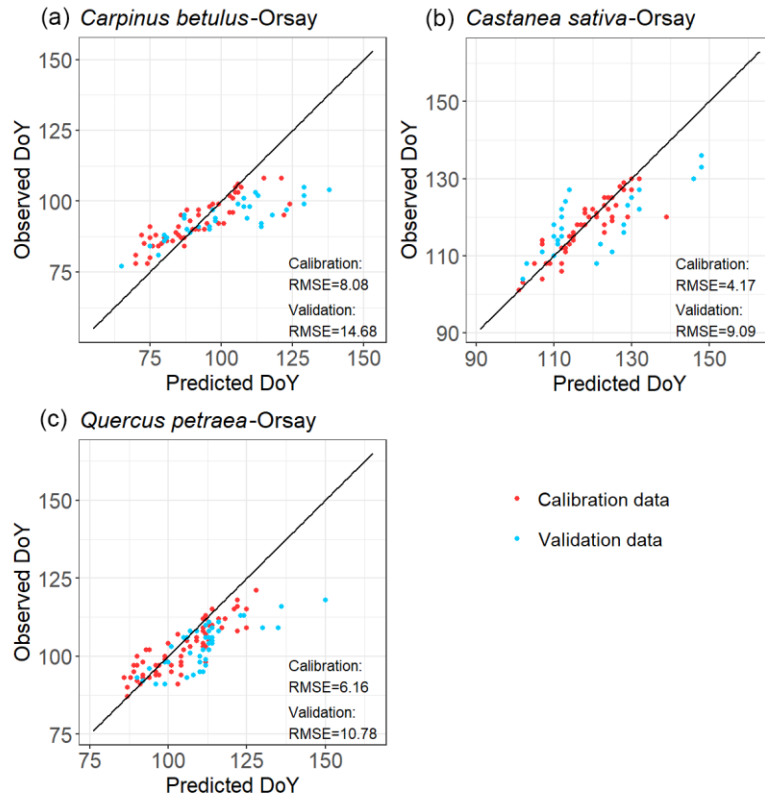 (a) Carpinus betulus-Orsay
150
125
100
75
Observed DoY
Calibration:
RMSE=8.08
Validation:
RMSE=14.68
75 100 125 150
Predicted DoY
(b) Castanea sativa-Orsay
150
130
110
90
Observed DoY
Calibration:
RMSE=4.17
Validation:
RMSE=9.09
90 110 130 150
Predicted DoY
(c) Quercus petraea-Orsay
150
125
100
75
Observed DoY
Calibration:
RMSE=6.16
Validation:
RMSE=10.78
75 100 125 150
Predicted DoY
Calibration data
Validation data